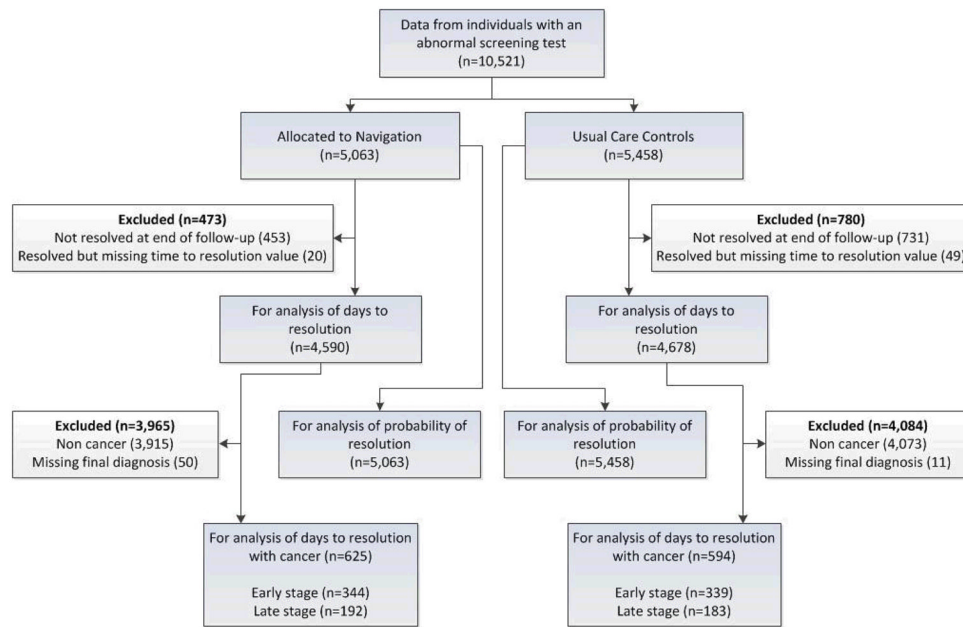 Data from individuals with an
abnormal screening test
(n=10,521)
Allocated to Navigation
(n=5,063)
Usual Care Controls
(n=5,458)
Excluded (n=473)
Not resolved at end of follow-up (453)
Resolved but missing time to resolution value (20)
Excluded (n=780)
Not resolved at end of follow-up (731)
Resolved but missing time to resolution value (49)
For analysis of days to
resolution
(n=4,590)
For analysis of days to
resolution
(n=4,678)
Excluded (n=3,965)
Non cancer (3,915)
Missing final diagnosis (50)
For analysis of probability of
resolution
(n=5,063)
For analysis of probability of
resolution
(n=5,458)
Excluded (n=4,084)
Non cancer (4,073)
Missing final diagnosis (11)
For analysis of days to resolution
with cancer (n=625)
Early stage (n=344)
Late stage (n=192)
For analysis of days to resolution
with cancer (n=594)
Early stage (n=339)
Late stage (n=183)